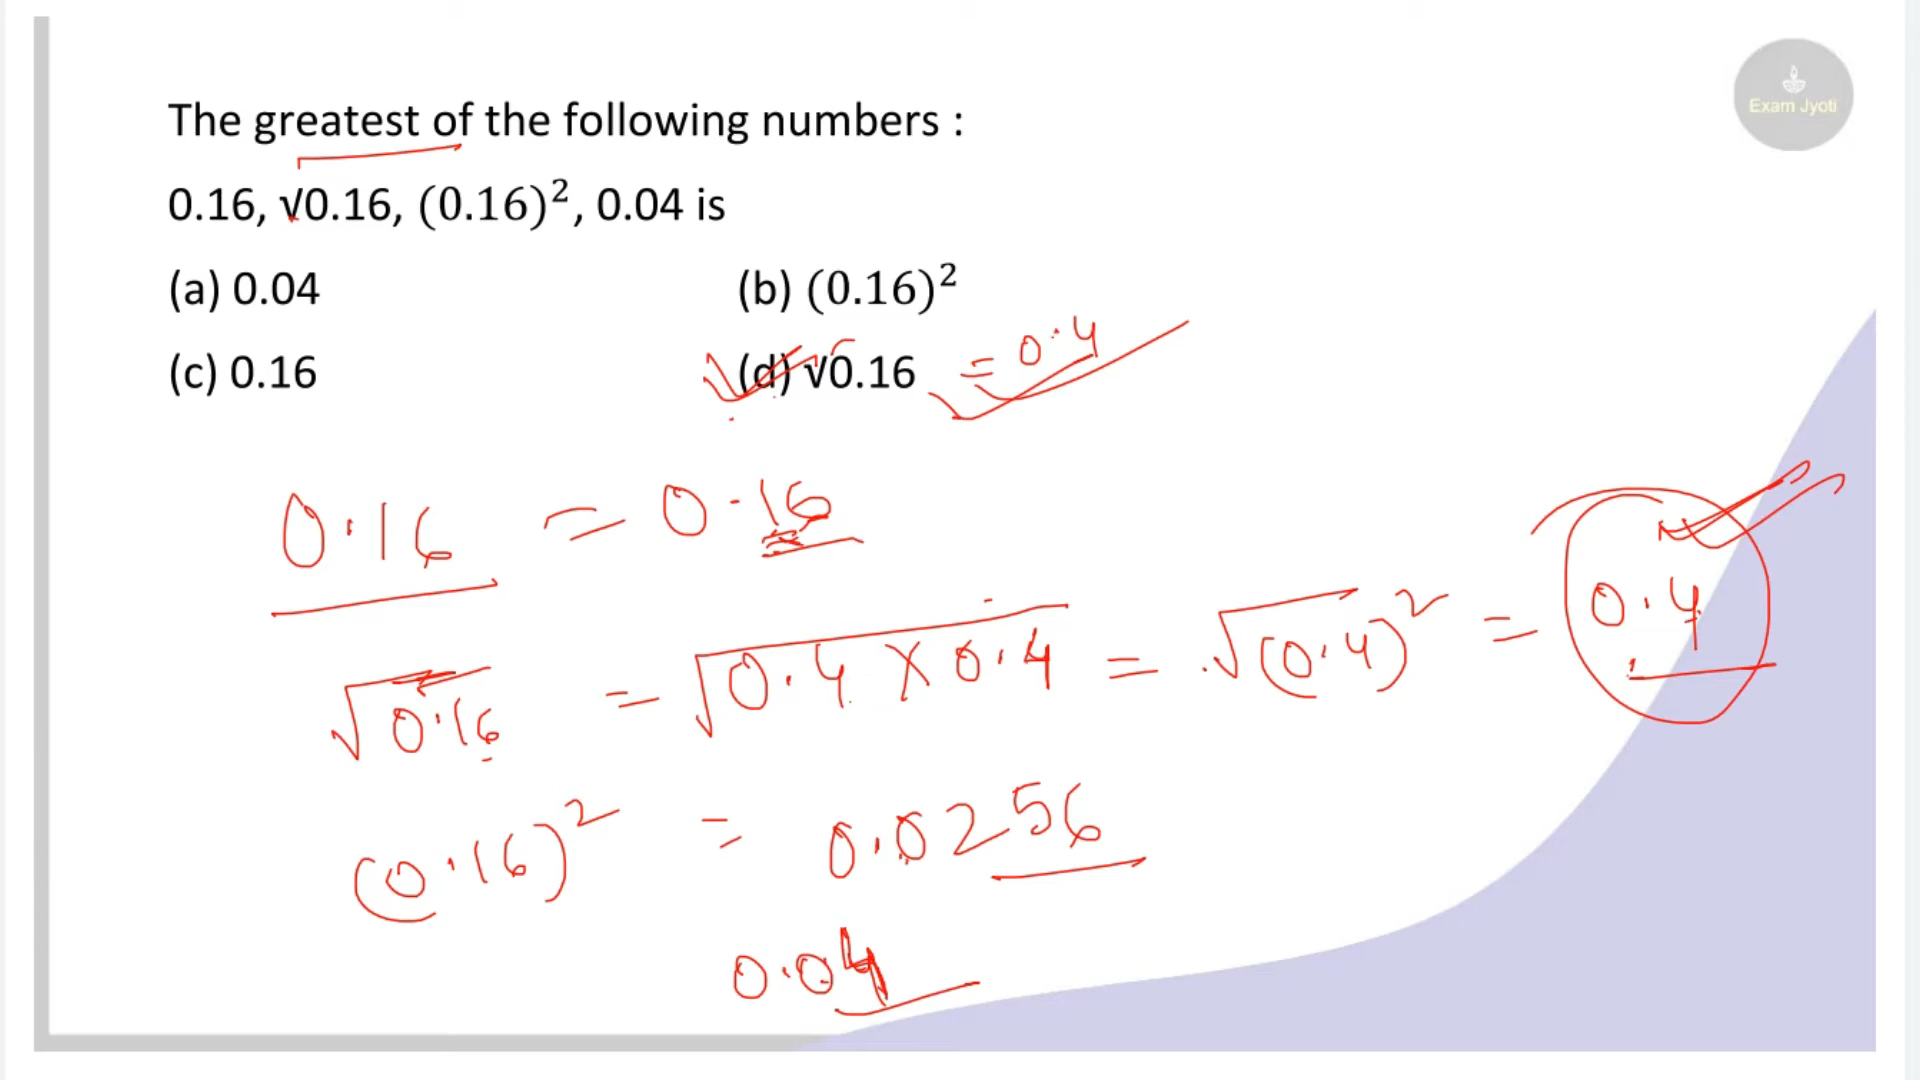 Exam Jyoti
The greatest of the following numbers :
0.16, √0.16, (0.16)², 0.04 is
(a) 0.04 (b) (0.16)²
(c) 0.16 (d) √0.16 = 0.4
0.16 = 0.16
√0.16 = √0.4 X 0.4 = √(0.4)² = 0.4
(0.16)² = 0.0256
0.04